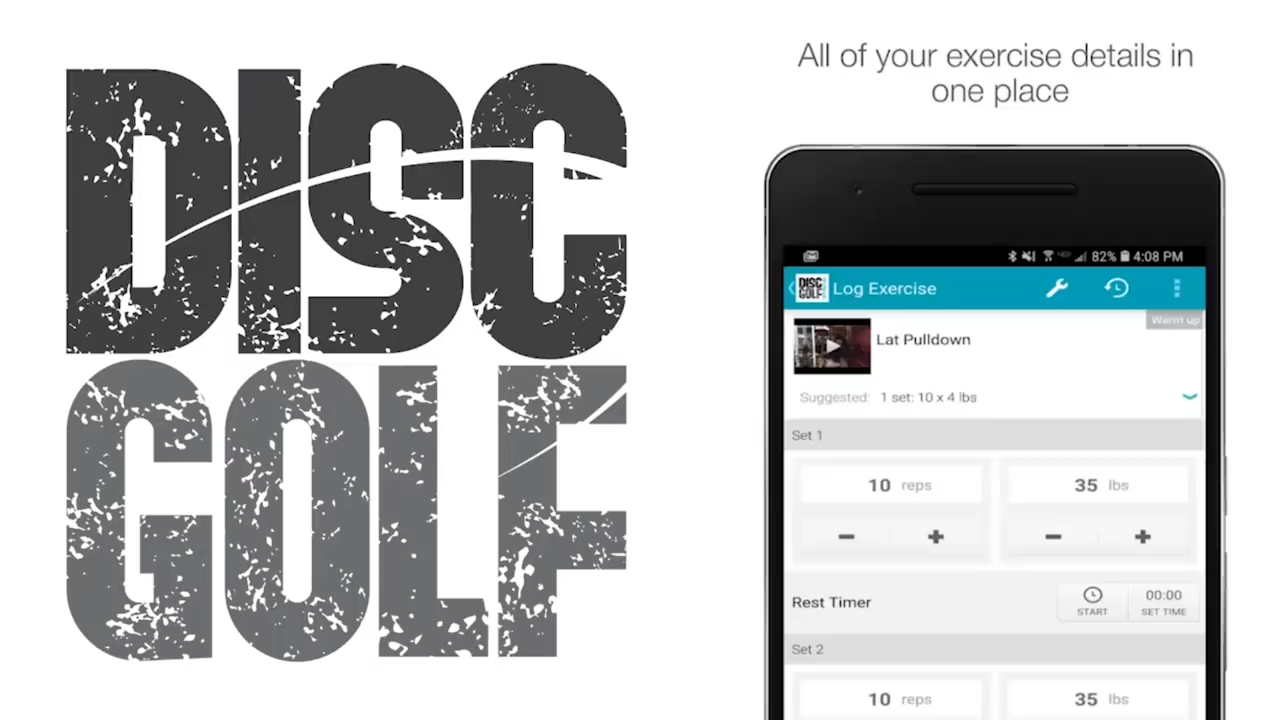 DISC
GOLF
All of your exercise details in
one place
82% 4:08 PM
DISC
GOLF
Log Exercise
Warm up
Lat Pulldown
Suggested: 1 set: 10 x 4 lbs
Set 1
10 reps 35 lbs
Rest Timer
START
00:00
SET TIME
Set 2
10 reps 35 lbs